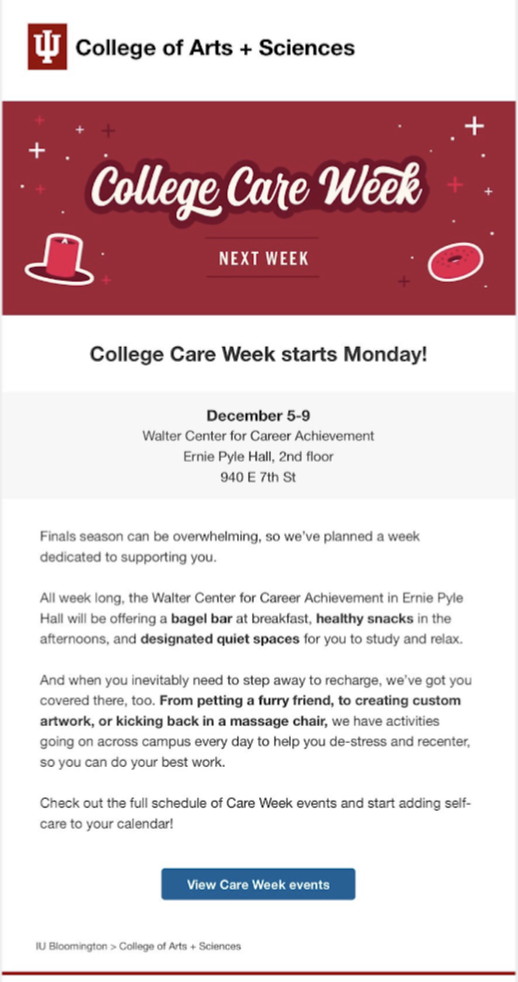 College of Arts + Sciences
College Care Week
NEXT WEEK
College Care Week starts Monday!
December 5-9
Walter Center for Career Achievement
Ernie Pyle Hall, 2nd floor
940 E 7th St
Finals season can be overwhelming, so we've planned a week
dedicated to supporting you.
All week long, the Walter Center for Career Achievement in Ernie Pyle
Hall will be offering a bagel bar at breakfast, healthy snacks in the
afternoons, and designated quiet spaces for you to study and relax.
And when you inevitably need to step away to recharge, we've got you
covered there, too. From petting a furry friend, to creating custom
artwork, or kicking back in a massage chair, we have activities
going on across campus every day to help you de-stress and recenter,
so you can do your best work.
Check out the full schedule of Care Week events and start adding self-
care to your calendar!
View Care Week events
IU Bloomington > College of Arts + Sciences